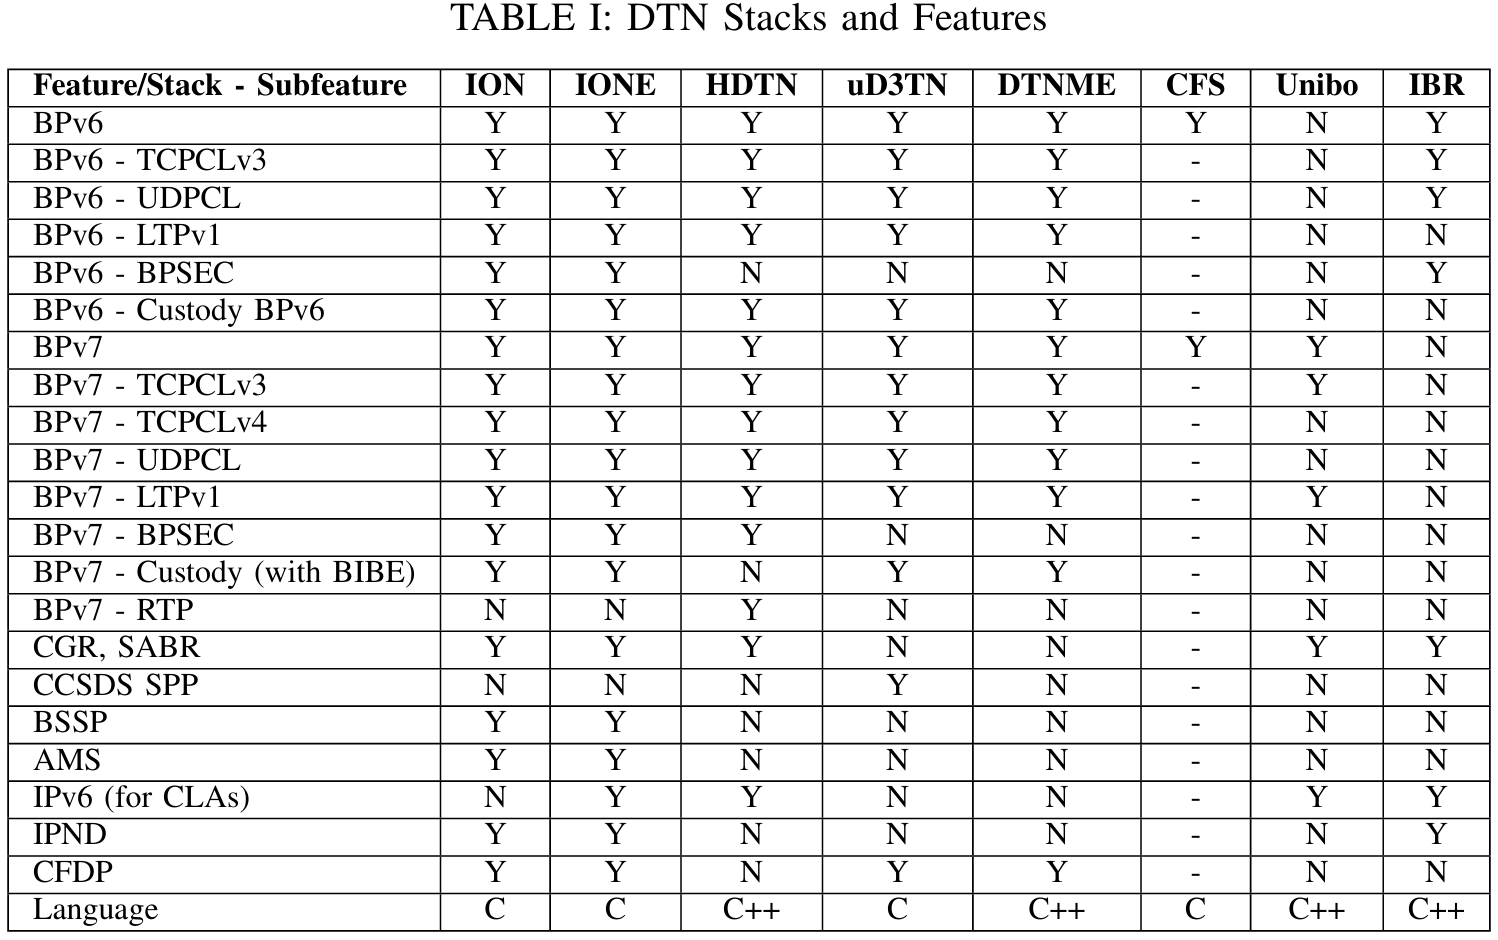 TABLE I: DTN Stacks and Features
Feature/Stack - Subfeature ION IONE HDTN uD3TN DTNME CFS Unibo IBR
BPv6 Y Y Y Y Y Y N Y
BPv6 - TCPCLv3 Y Y Y Y Y - N Y
BPv6 - UDPCL Y Y Y Y Y - N Y
BPv6 - LTPv1 Y Y Y Y Y - N N
BPv6 - BPSEC Y Y N N N - N Y
BPv6 - Custody BPv6 Y Y Y Y Y - N N
BPv7 Y Y Y Y Y Y Y N
BPv7 - TCPCLv3 Y Y Y Y Y - Y N
BPv7 - TCPCLv4 Y Y Y Y Y - N N
BPv7 - UDPCL Y Y Y Y Y - N N
BPv7 - LTPv1 Y Y Y Y Y - Y N
BPv7 - BPSEC Y Y Y N N - N N
BPv7 - Custody (with BIBE) Y Y N Y Y - N N
BPv7 - RTP N N Y N N - N N
CGR, SABR Y Y Y N N - Y Y
CCSDS SPP N N N Y N - N N
BSSP Y Y N N N - N N
AMS Y Y N N N - N N
IPv6 (for CLAs) N Y Y N N - Y Y
IPND Y Y N N N - N Y
CFDP Y Y N Y Y - N N
Language C C C++ C C++ C C++ C++